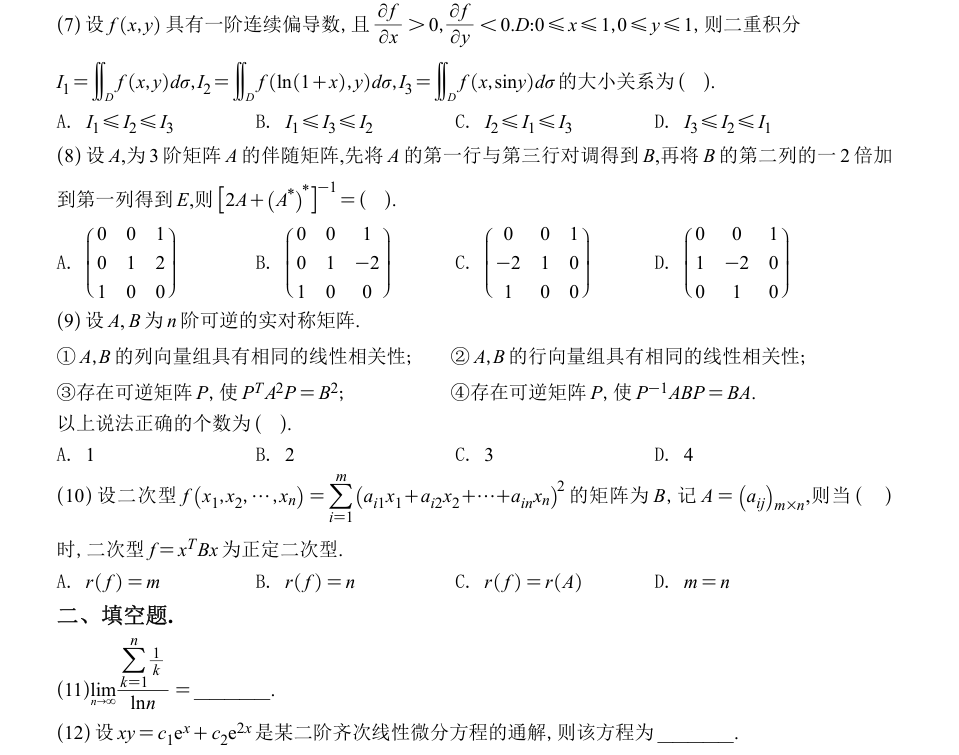 (7) 设 f(x,y) 具有一阶连续偏导数, 且 ∂f/∂x > 0, ∂f/∂y < 0.D:0≤x≤1,0≤y≤1, 则二重积分
I₁=∬_D f(x,y)dσ,I₂=∬_D f(ln(1+x),y)dσ,I₃=∬_D f(x,siny)dσ 的大小关系为 ( ).
A. I₁≤I₂≤I₃ B. I₁≤I₃≤I₂ C. I₂≤I₁≤I₃ D. I₃≤I₂≤I₁
(8) 设 A,为 3 阶矩阵 A 的伴随矩阵,先将 A 的第一行与第三行对调得到 B,再将 B 的第二列的一 2 倍加
到第一列得到 E,则 [2A+(A*)*]⁻¹=( ).
A. (0 0 1; 0 1 2; 1 0 0) B. (0 0 1; 0 1 −2; 1 0 0) C. (0 0 1; −2 1 0; 1 0 0) D. (0 0 1; 1 −2 0; 0 1 0)
(9) 设 A, B 为 n 阶可逆的实对称矩阵.
① A,B 的列向量组具有相同的线性相关性; ② A,B 的行向量组具有相同的线性相关性;
③存在可逆矩阵 P, 使 PᵀA²P=B²; ④存在可逆矩阵 P, 使 P⁻¹ABP=BA.
以上说法正确的个数为 ( ).
A. 1 B. 2 C. 3 D. 4
(10) 设二次型 f(x₁,x₂,⋯,xₙ)=∑_{i=1}^{m}(a_{i1}x₁+a_{i2}x₂+⋯+a_{in}xₙ)² 的矩阵为 B, 记 A=(a_{ij})_{m×n},则当 ( )
时, 二次型 f=xᵀBx 为正定二次型.
A. r(f)=m B. r(f)=n C. r(f)=r(A) D. m=n
二、填空题.
(11)lim_{n→∞} (∑_{k=1}^{n} 1/k)/(lnn) =________.
(12) 设 xy=c₁eˣ+c₂e²ˣ 是某二阶齐次线性微分方程的通解, 则该方程为 ________.